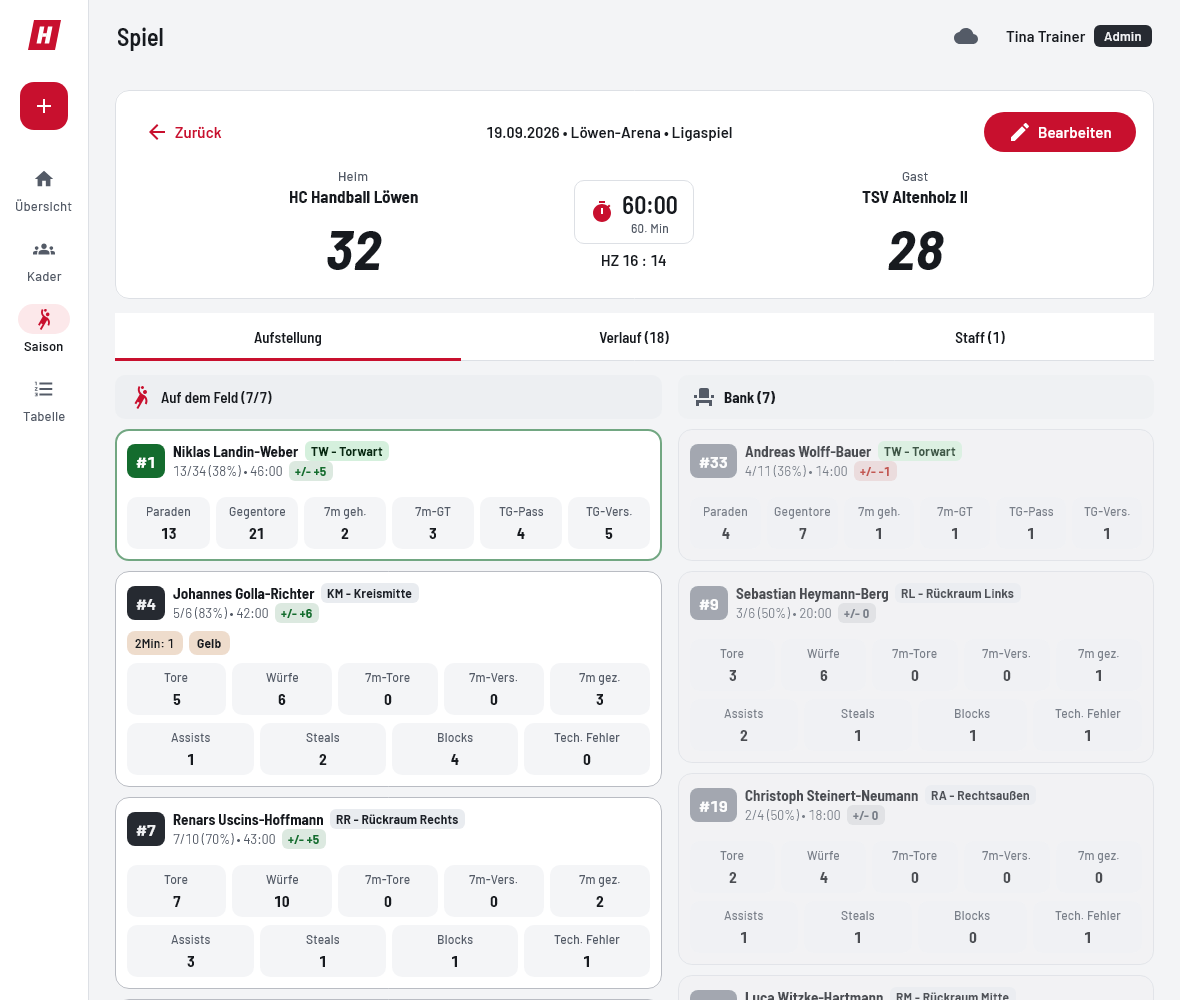 H
Spiel
Tina Trainer Admin
+
Übersicht
Kader
Saison
Tabelle
Zurück
19.09.2026 • Löwen-Arena • Ligaspiel
Bearbeiten
Heim
HC Handball Löwen
32
60:00
60. Min
HZ 16 : 14
Gast
TSV Altenholz II
28
Aufstellung
Verlauf (18)
Staff (1)
Auf dem Feld (7/7)
#1
Niklas Landin-Weber TW - Torwart
13/34 (38%) • 46:00 +/- +5
Paraden Gegentore 7m geh. 7m-GT TG-Pass TG-Vers.
13 21 2 3 4 5
#4
Johannes Golla-Richter KM - Kreismitte
5/6 (83%) • 42:00 +/- +6
2Min: 1 Gelb
Tore Würfe 7m-Tore 7m-Vers. 7m gez.
5 6 0 0 3
Assists Steals Blocks Tech. Fehler
1 2 4 0
#7
Renars Uscins-Hoffmann RR - Rückraum Rechts
7/10 (70%) • 43:00 +/- +5
Tore Würfe 7m-Tore 7m-Vers. 7m gez.
7 10 0 0 2
Assists Steals Blocks Tech. Fehler
3 1 1 1
Bank (7)
#33
Andreas Wolff-Bauer TW - Torwart
4/11 (36%) • 14:00 +/- -1
Paraden Gegentore 7m geh. 7m-GT TG-Pass TG-Vers.
4 7 1 1 1 1
#9
Sebastian Heymann-Berg RL - Rückraum Links
3/6 (50%) • 20:00 +/- 0
Tore Würfe 7m-Tore 7m-Vers. 7m gez.
3 6 0 0 1
Assists Steals Blocks Tech. Fehler
2 1 1 1
#19
Christoph Steinert-Neumann RA - Rechtsaußen
2/4 (50%) • 18:00 +/- 0
Tore Würfe 7m-Tore 7m-Vers. 7m gez.
2 4 0 0 0
Assists Steals Blocks Tech. Fehler
1 1 0 1
Luca Witzke-Hartmann RM - Rückraum Mitte